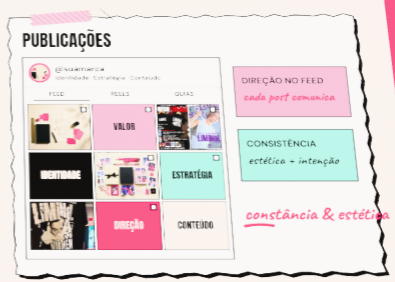 PUBLICAÇÕES
@suamarca
Identidade · Estratégia · Conteúdo
FEED
REELS
GUIAS
VALOR
IDENTIDADE
ESTRATÉGIA
DIREÇÃO
CONTEÚDO
DIREÇÃO NO FEED
cada post comunica
CONSISTÊNCIA
estética + intenção
constância & estética